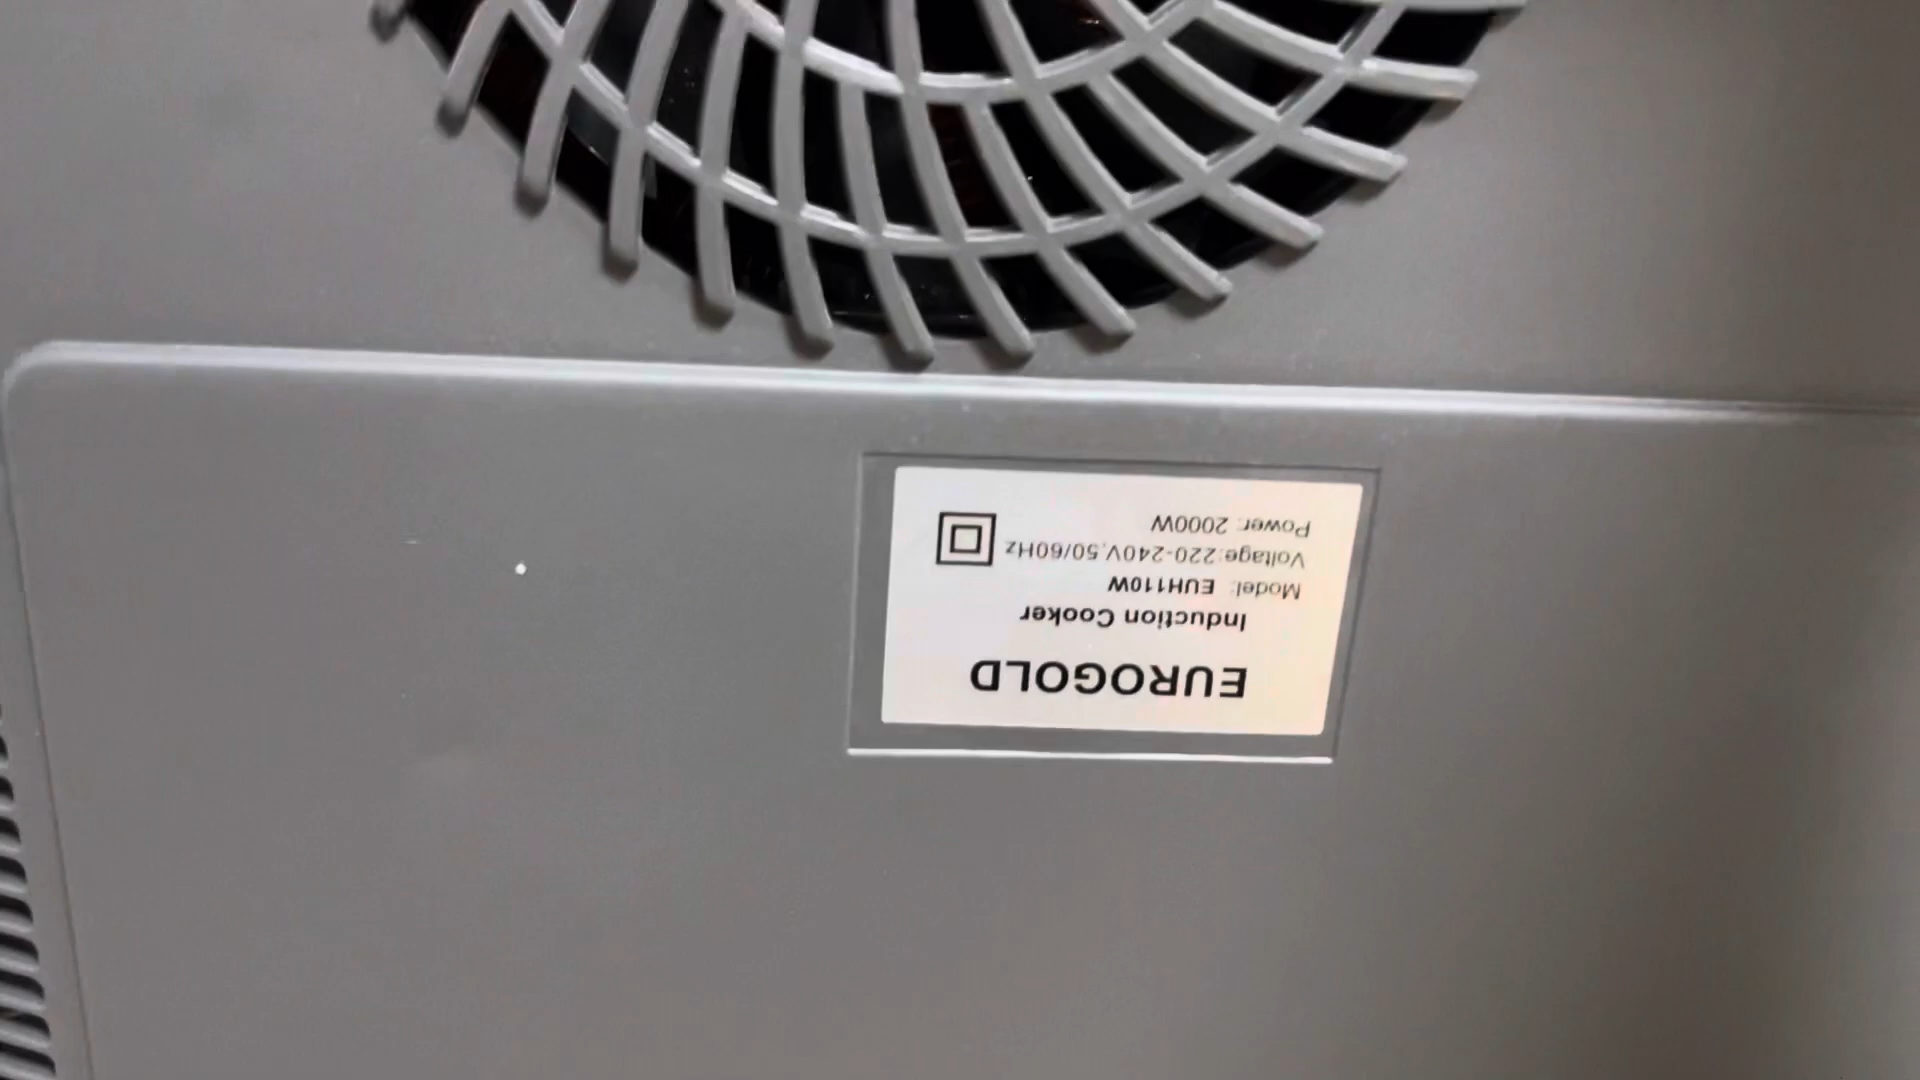 EUROGOLD
Induction Cooker
Model: EUH110W
Voltage:220-240V,50/60Hz
Power: 2000W